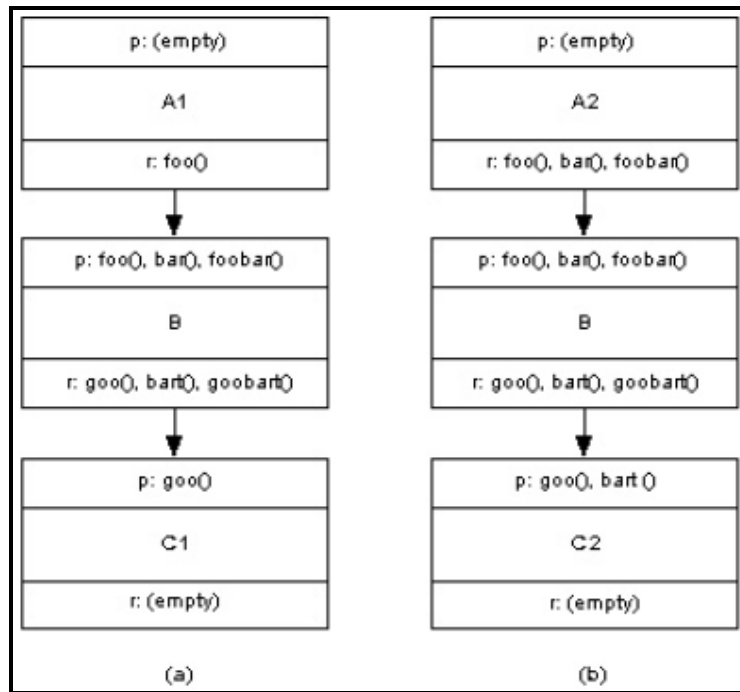 p: (empty)
A1
r: foo()
p: foo(), bar(), foobar()
B
r: goo(), bart(), goobart()
p: goo()
C1
r: (empty)
(a)
p: (empty)
A2
r: foo(), bar(), foobar()
p: foo(), bar(), foobar()
B
r: goo(), bart(), goobart()
p: goo(), bart ()
C2
r: (empty)
(b)